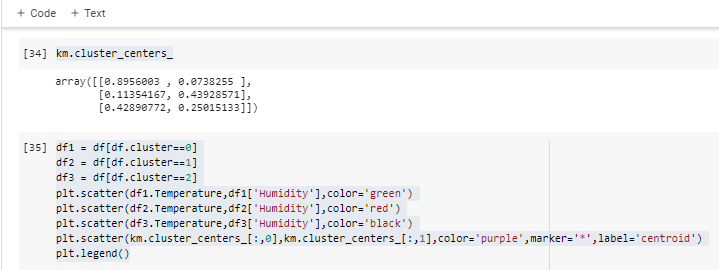 + Code + Text
[34] km.cluster_centers_
array([[0.8956003 , 0.0738255 ],
[0.11354167, 0.43928571],
[0.42890772, 0.25015133]])
[35] df1 = df[df.cluster==0]
df2 = df[df.cluster==1]
df3 = df[df.cluster==2]
plt.scatter(df1.Temperature,df1['Humidity'],color='green')
plt.scatter(df2.Temperature,df2['Humidity'],color='red')
plt.scatter(df3.Temperature,df3['Humidity'],color='black')
plt.scatter(km.cluster_centers_[:,0],km.cluster_centers_[:,1],color='purple',marker='*',label='centroid')
plt.legend()